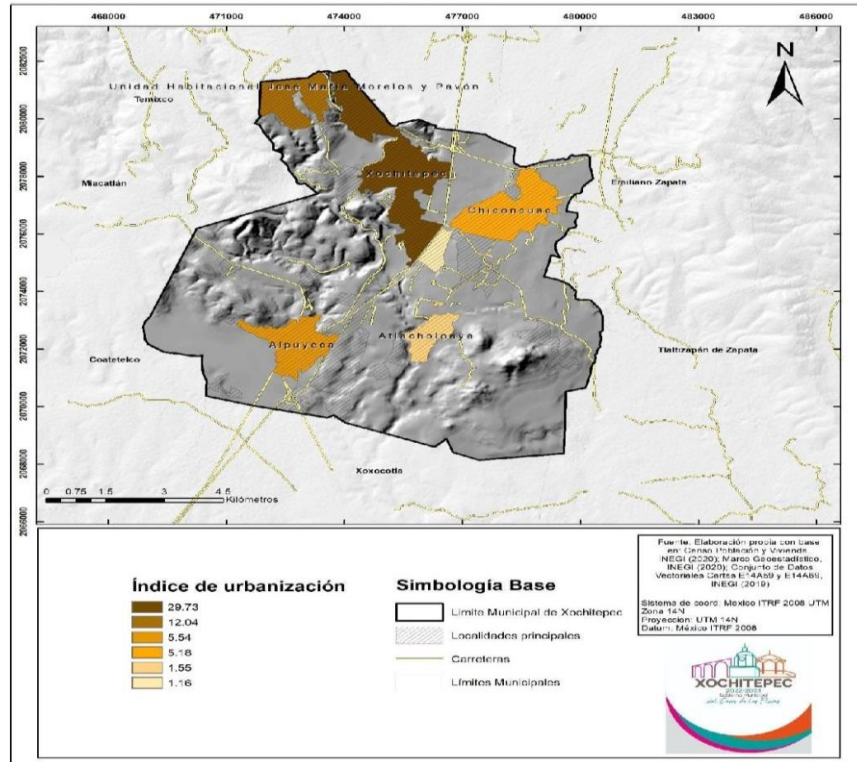 468000 471000 474000 477000 480000 483000 486000
2082000
2080000
2078000
2076000
2074000
2072000
2070000
2068000
2066000
N
Unidad Habitacional José María Morelos y Pavón
Temixco
Miacatlán
Xochitepec
Emiliano Zapata
Chiconcuac
Alpuyeca
Atlacholoaya
Coatetelco
Tlaltizapán de Zapata
Xoxocotla
0 0.75 1.5 3 4.5
Kilómetros
Índice de urbanización
29.73
12.04
5.54
5.18
1.55
1.16
Simbología Base
Límite Municipal de Xochitepec
Localidades principales
Carreteras
Límites Municipales
Fuente: Elaboración propia con base
en: Censo Población y Vivienda
INEGI (2020); Marco Geoestadístico,
INEGI (2020); Conjunto de Datos
Vectoriales Cartas E14A59 y E14A69,
INEGI (2019)
Sistema de coord: México ITRF 2008 UTM
Zona 14N
Proyección: UTM 14N
Datum: México ITRF 2008
XOCHITEPEC
Gobierno Municipal